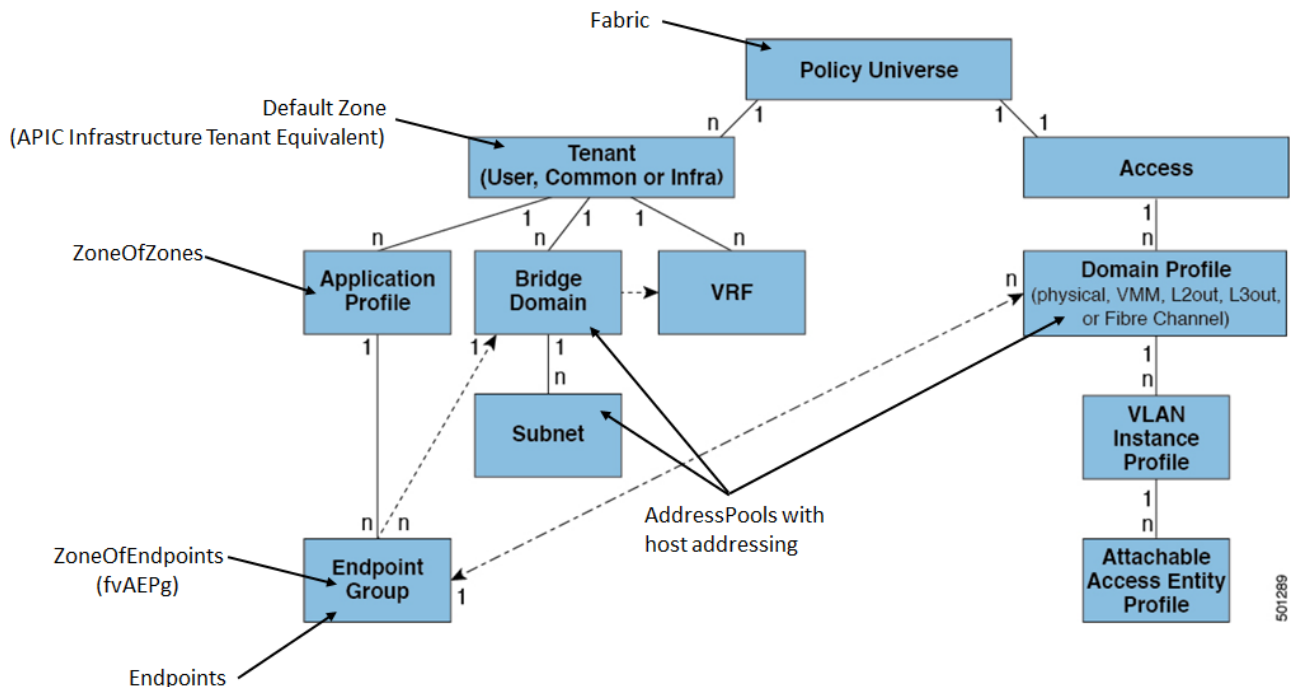 Fabric
Policy Universe
1
1
Default Zone
(APIC Infrastructure Tenant Equivalent)
n
1
Tenant
(User, Common or Infra)
Access
1
1
1
1
n
n
n
n
ZoneOfZones
Application
Profile
Bridge
Domain
VRF
n
Domain Profile
(physical, VMM, L2out, L3out,
or Fibre Channel)
1
1
1
1
n
n
Subnet
VLAN
Instance
Profile
AddressPools with
host addressing
1
n
n
n
ZoneOfEndpoints
(fvAEPg)
Endpoint
Group
1
Attachable
Access Entity
Profile
501289
Endpoints